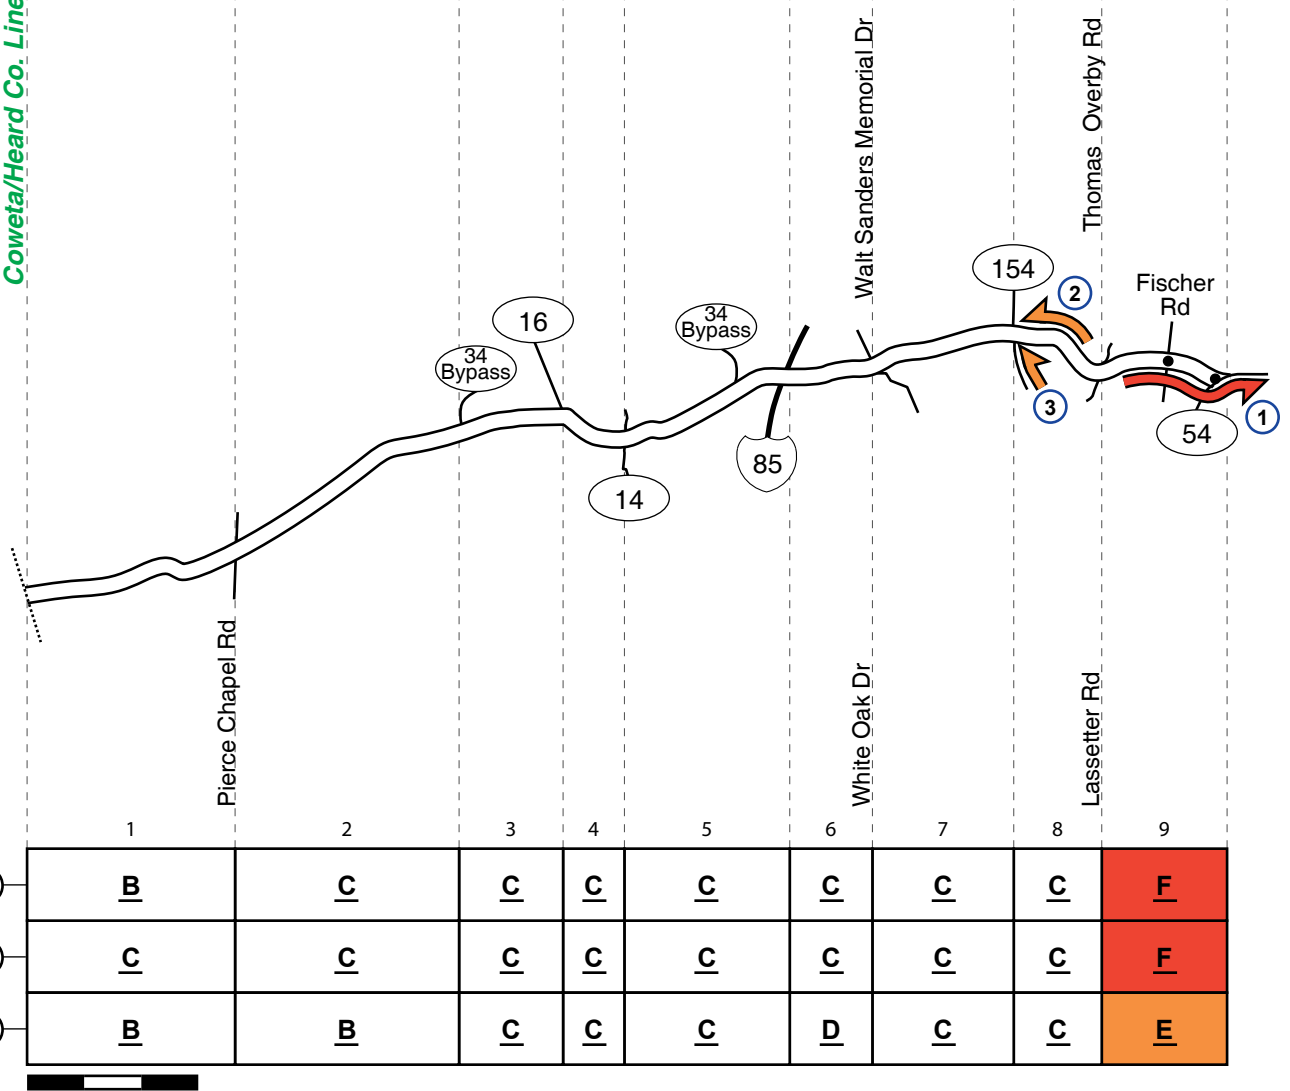 Coweta/Heard Co. Line
Walt Sanders Memorial Dr
Thomas Overby Rd
154
2
Fischer
Rd
16
34
Bypass
34
Bypass
3
1
54
85
14
Pierce Chapel Rd
White Oak Dr
Lassetter Rd
1 2 3 4 5 6 7 8 9
B C C C C C C C F
C C C C C C C C F
B B C C C D C C E